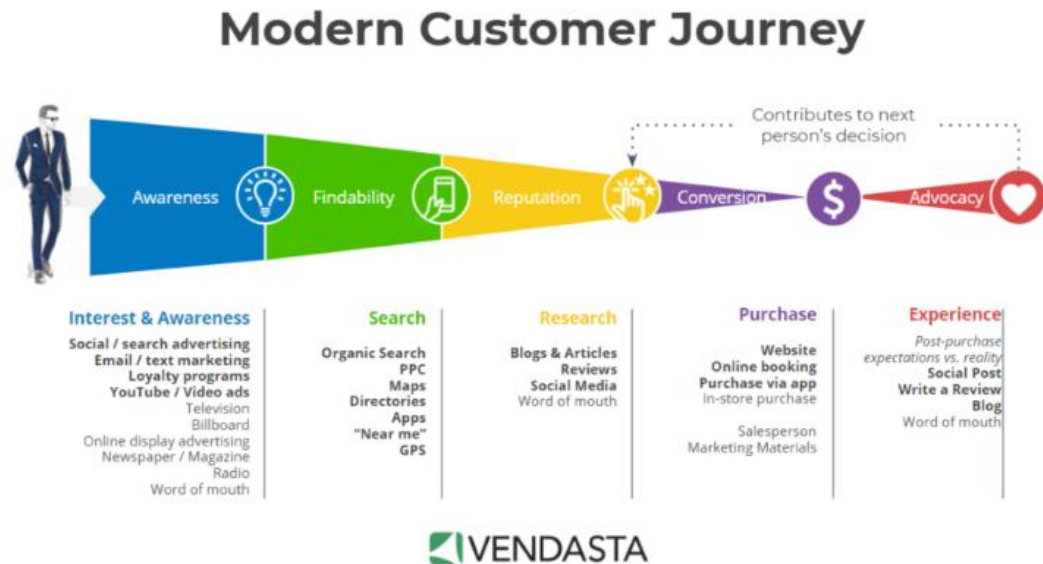 Modern Customer Journey
Contributes to next
person's decision
Awareness
Findability
Reputation
Conversion
$
Advocacy
Interest & Awareness
Social / search advertising
Email / text marketing
Loyalty programs
YouTube / Video ads
Television
Billboard
Online display advertising
Newspaper / Magazine
Radio
Word of mouth
Search
Organic Search
PPC
Maps
Directories
Apps
"Near me"
GPS
Research
Blogs & Articles
Reviews
Social Media
Word of mouth
Purchase
Website
Online booking
Purchase via app
In-store purchase
Salesperson
Marketing Materials
Experience
Post-purchase
expectations vs. reality
Social Post
Write a Review
Blog
Word of mouth
VENDASTA